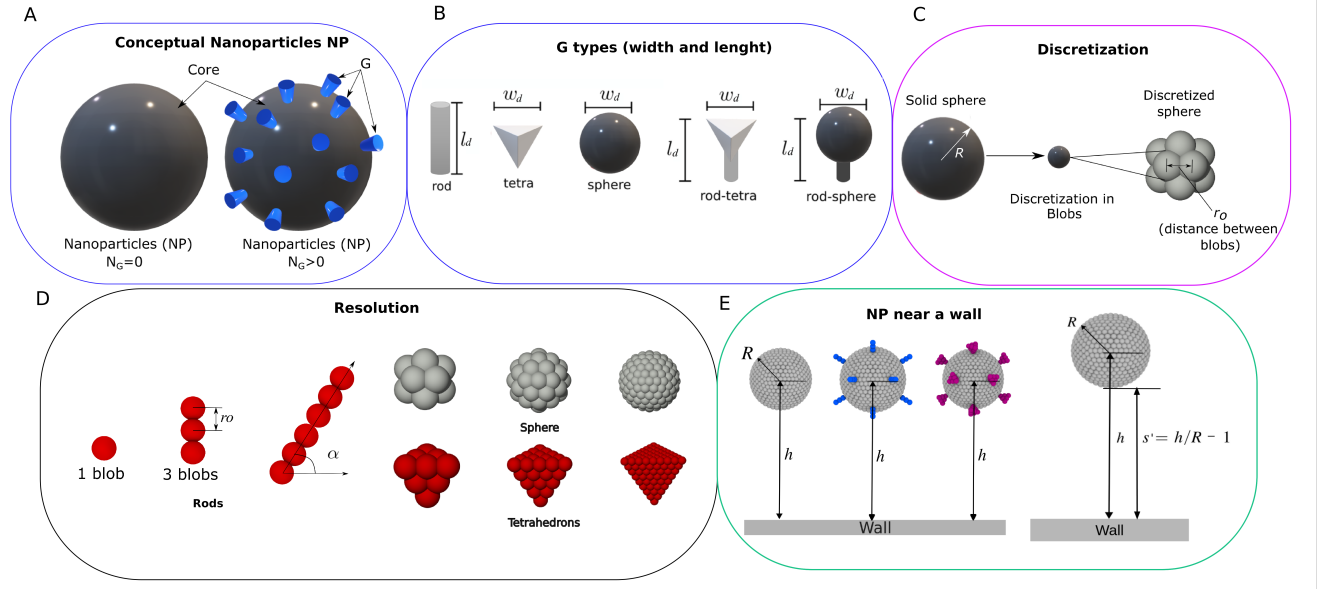 A
Conceptual Nanoparticles NP
Core
G
Nanoparticles (NP)
N_G=0
Nanoparticles (NP)
N_G>0
B
G types (width and lenght)
w_d
w_d
w_d
w_d
l_d
l_d
l_d
rod
tetra
sphere
rod-tetra
rod-sphere
C
Discretization
Solid sphere
R
Discretization in
Blobs
Discretized
sphere
r_o
(distance between
blobs)
D
Resolution
1 blob
ro
3 blobs
α
Rods
Sphere
Tetrahedrons
E
NP near a wall
R
h
h
h
Wall
R
h
s'= h/R - 1
Wall